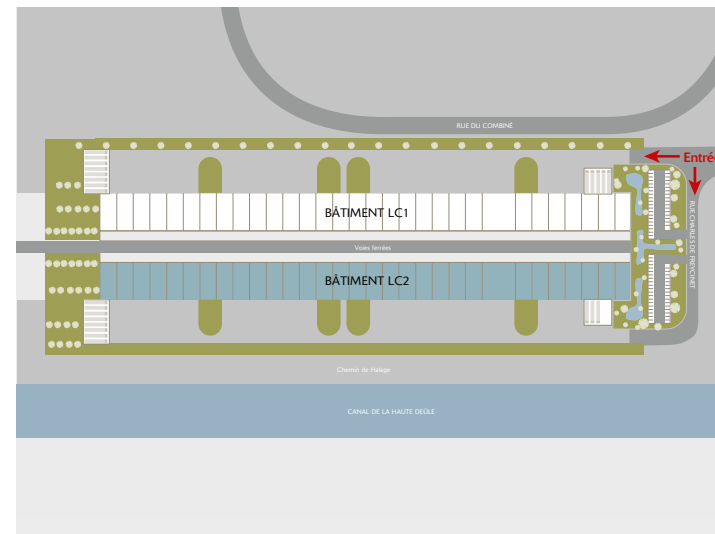 RUE DU COMBINÉ
Entrée
BÂTIMENT LC1
RUE CHARLES DE FREYCINET
Voies ferrées
BÂTIMENT LC2
Chemin de Halage
CANAL DE LA HAUTE DEÛLE